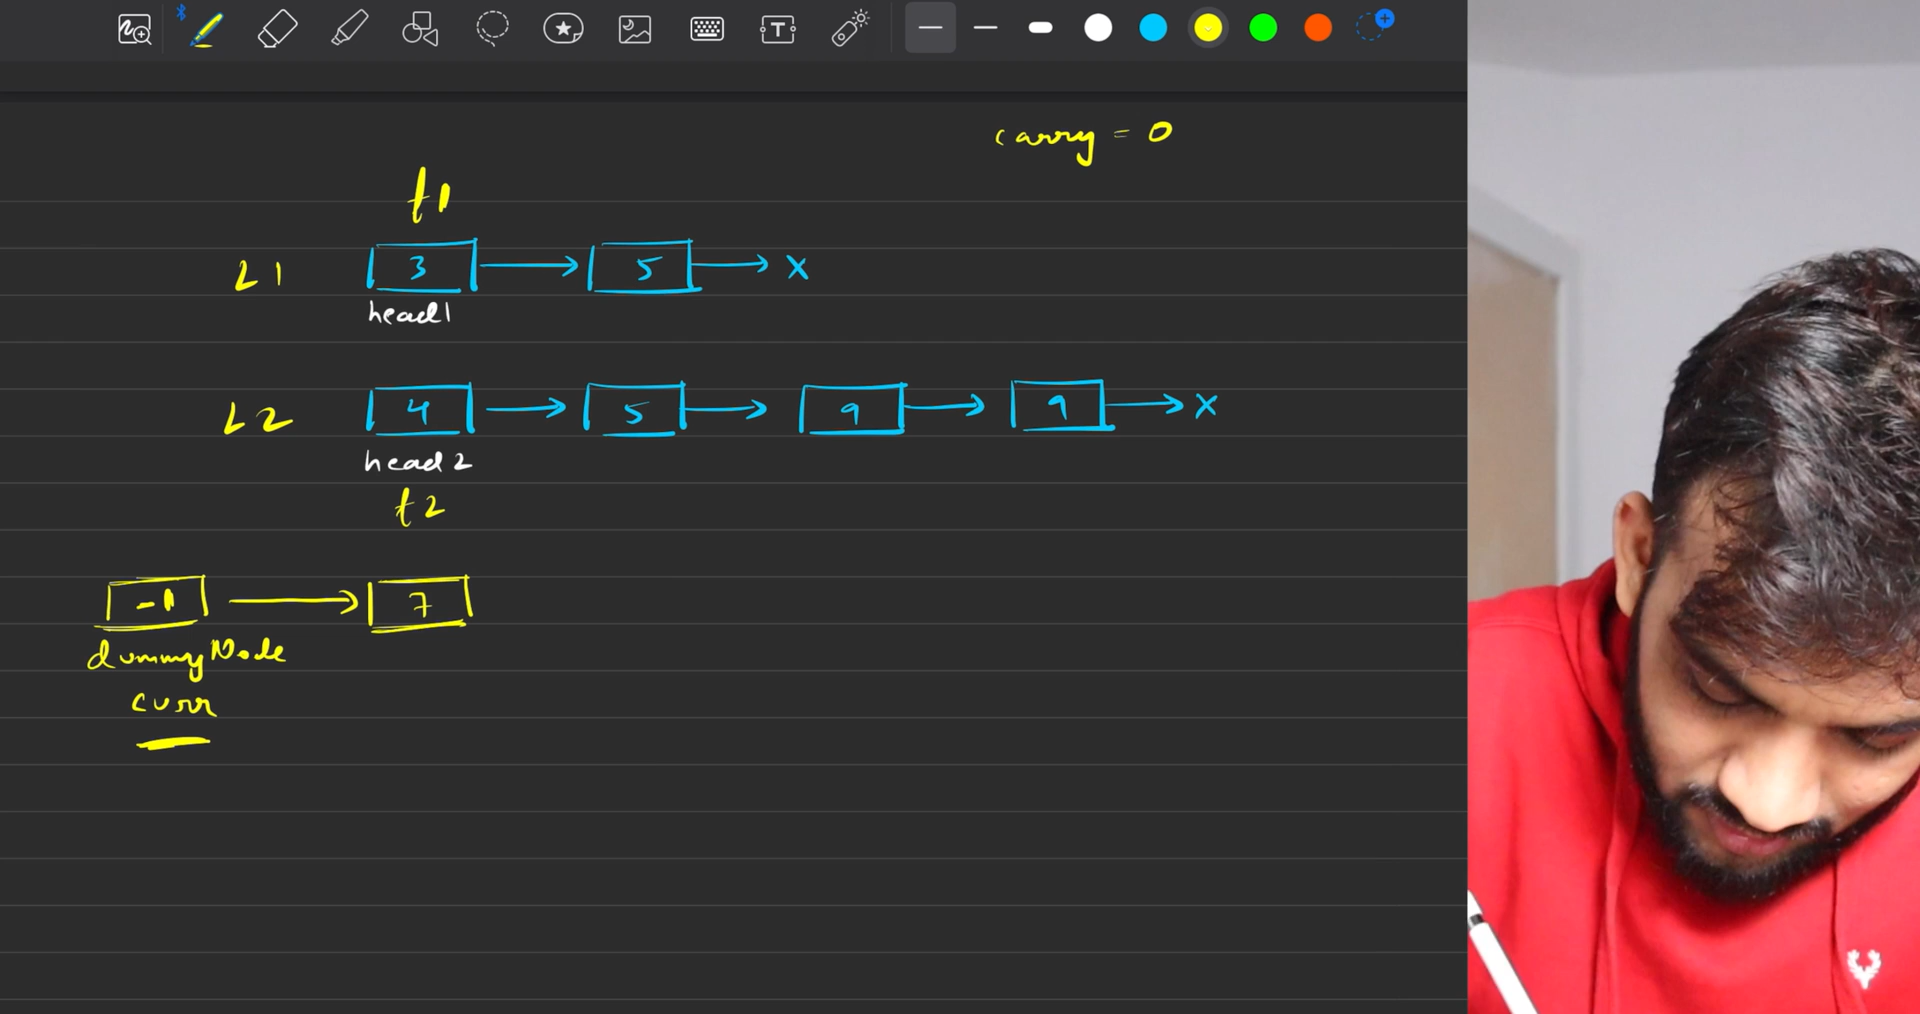 carry = 0
t1
L1 3 5 x
head1
L2 4 5 9 9 x
head2
t2
-1 7
dummyNode
curr